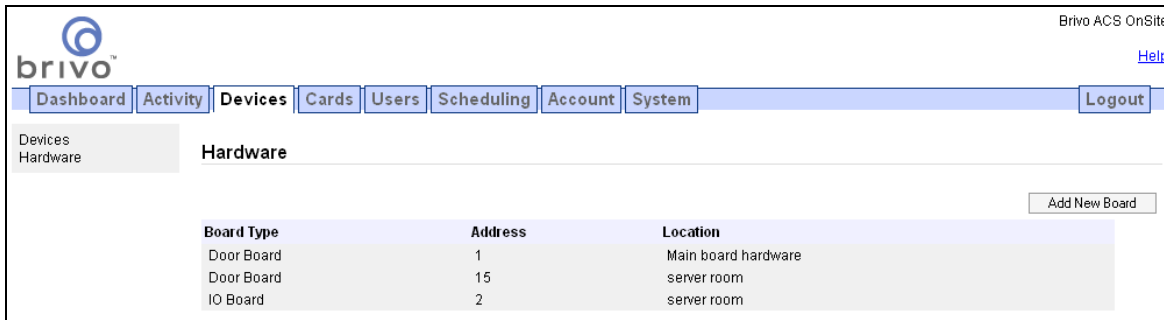 Brivo ACS OnSite
brivo™
Help
Dashboard Activity Devices Cards Users Scheduling Account System Logout
Devices
Hardware
Hardware
Add New Board
Board Type Address Location
Door Board 1 Main board hardware
Door Board 15 server room
IO Board 2 server room